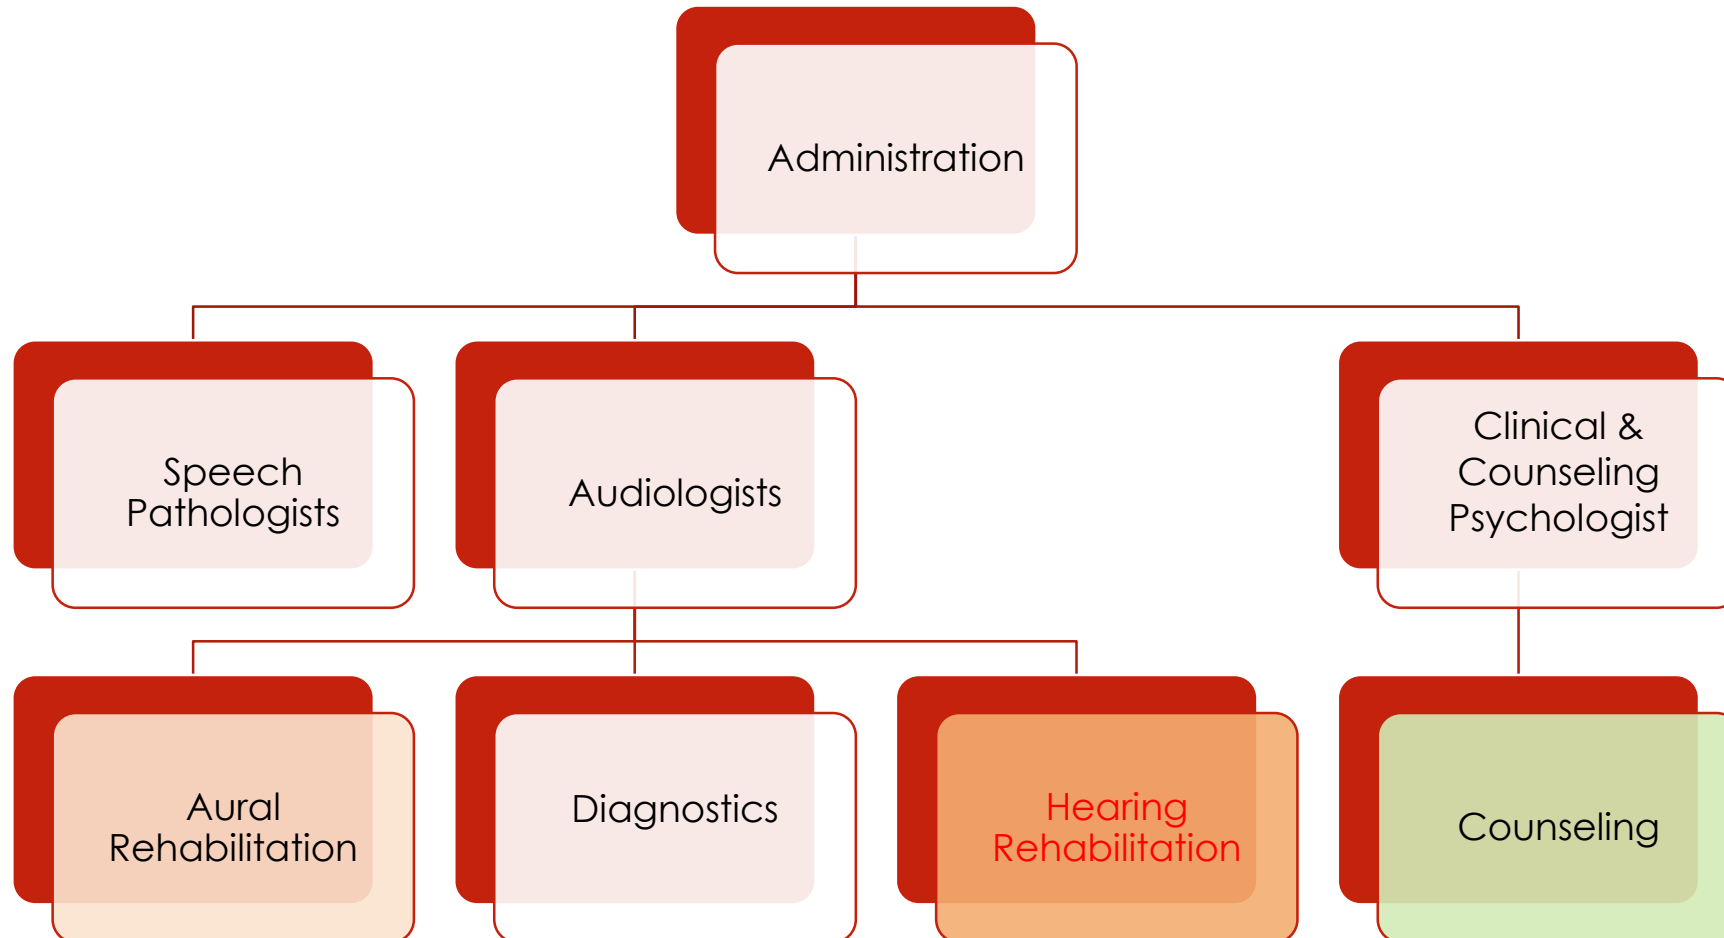 Administration
Speech
Pathologists
Audiologists
Clinical &
Counseling
Psychologist
Aural
Rehabilitation
Diagnostics
Hearing
Rehabilitation
Counseling